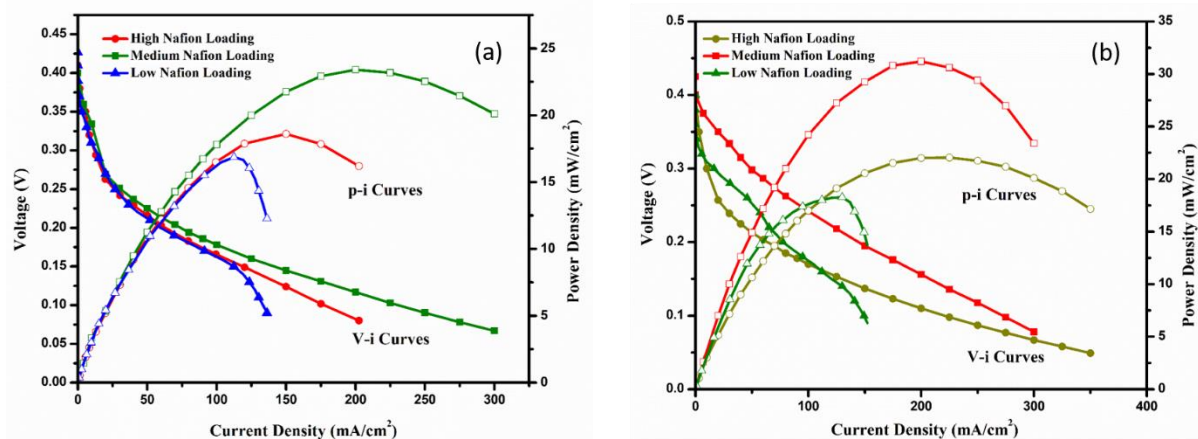 (a)
High Nafion Loading
Medium Nafion Loading
Low Nafion Loading
p-i Curves
V-i Curves
Voltage (V)
0.45
0.40
0.35
0.30
0.25
0.20
0.15
0.10
0.05
0.00
0 50 100 150 200 250 300
Current Density (mA/cm²)
25
20
15
10
5
0
Power Density (mW/cm²)
(b)
High Nafion Loading
Medium Nafion Loading
Low Nafion Loading
p-i Curves
V-i Curves
Voltage (V)
0.5
0.4
0.3
0.2
0.1
0.0
0 100 200 300 400
Current Density (mA/cm²)
35
30
25
20
15
10
5
0
Power Density (mW/cm²)